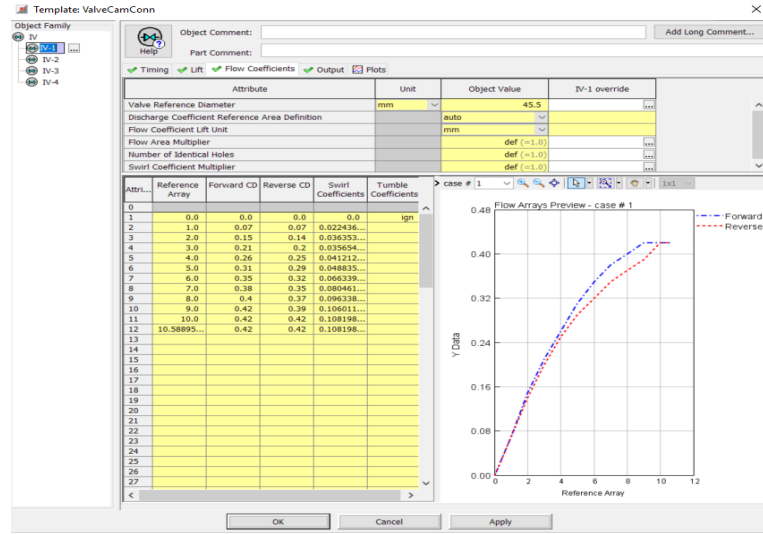 Template: ValveCamConn
Object Family
IV
IV-1 ...
IV-2
IV-3
IV-4
Help
Object Comment:
Part Comment:
Add Long Comment...
Timing Lift Flow Coefficients Output Plots
Attribute Unit Object Value IV-1 override
Valve Reference Diameter mm 45.5 ...
Discharge Coefficient Reference Area Definition auto
Flow Coefficient Lift Unit mm
Flow Area Multiplier def (=1.0) ...
Number of Identical Holes def (=1.0) ...
Swirl Coefficient Multiplier def (=1.0) ...
Attri... Reference Array Forward CD Reverse CD Swirl Coefficients Tumble Coefficients
0
1 0.0 0.0 0.0 0.0 ign
2 1.0 0.07 0.07 0.022436...
3 2.0 0.15 0.14 0.036353...
4 3.0 0.21 0.2 0.035654...
5 4.0 0.26 0.25 0.041212...
6 5.0 0.31 0.29 0.048835...
7 6.0 0.35 0.32 0.066339...
8 7.0 0.38 0.35 0.080461...
9 8.0 0.4 0.37 0.096338...
10 9.0 0.42 0.39 0.106011...
11 10.0 0.42 0.42 0.108198...
12 10.58895... 0.42 0.42 0.108198...
13
14
15
16
17
18
19
20
21
22
23
24
25
26
27
case # 1 1x1
Flow Arrays Preview - case # 1
Forward
Reverse
0.48
0.40
0.32
0.24
0.16
0.08
0.00
Y Data
0 2 4 6 8 10 12
Reference Array
OK Cancel Apply